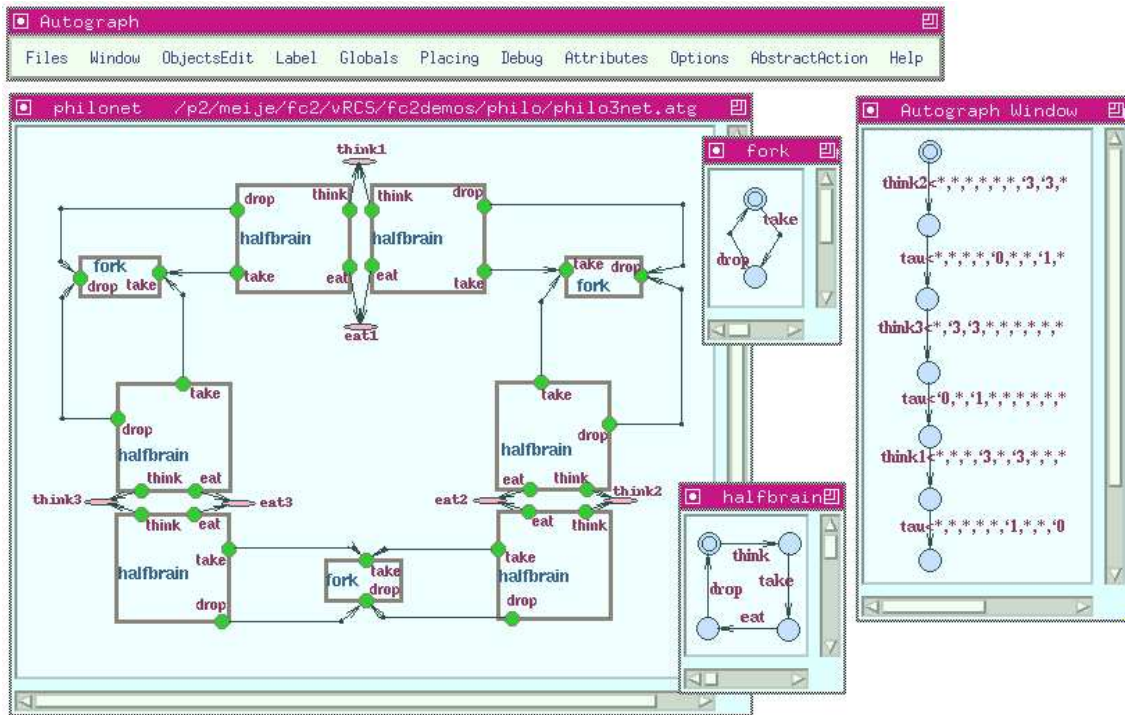 Autograph
Files Window ObjectsEdit Label Globals Placing Debug Attributes Options AbstractAction Help
philonet /p2/meije/fc2/vRCS/fc2demos/philo/philo3net.atg
think1
drop think think drop
halfbrain halfbrain
take eat eat take
eat1
fork
drop take
take drop
fork
take
drop
halfbrain
think eat
take
drop
halfbrain
eat think
think3 eat3 eat2 think2
think eat
take
halfbrain
drop
eat think
take
halfbrain
drop
take
fork
drop
fork
take
drop
halfbrain
think
take
drop
eat
Autograph Window
think2<*,*,*,*,*,*,‘3,‘3,*
tau<*,*,*,*,‘0,*,*,‘1,*
think3<*,‘3,‘3,*,*,*,*,*,*
tau<‘0,*,‘1,*,*,*,*,*,*
think1<*,*,*,‘3,*,‘3,*,*,*
tau<*,*,*,*,*,‘1,*,*,‘0